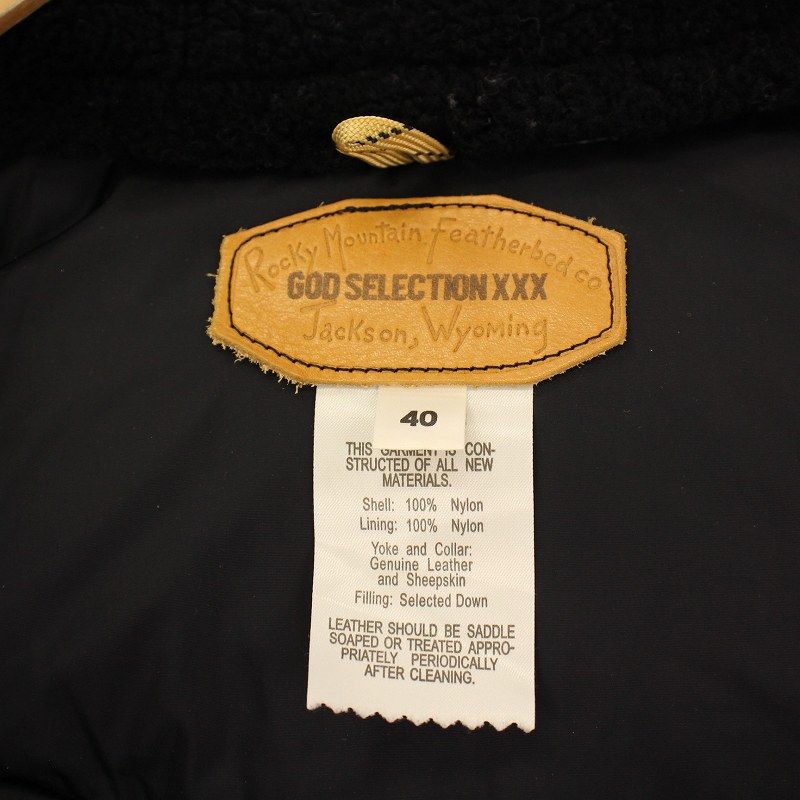 Rocky Mountain Featherbed co
GOD SELECTION XXX
Jackson, Wyoming
40
THIS GARMENT IS CON-
STRUCTED OF ALL NEW
MATERIALS.
Shell: 100% Nylon
Lining: 100% Nylon
Yoke and Collar:
Genuine Leather
and Sheepskin
Filling: Selected Down
LEATHER SHOULD BE SADDLE
SOAPED OR TREATED APPRO-
PRIATELY PERIODICALLY
AFTER CLEANING.